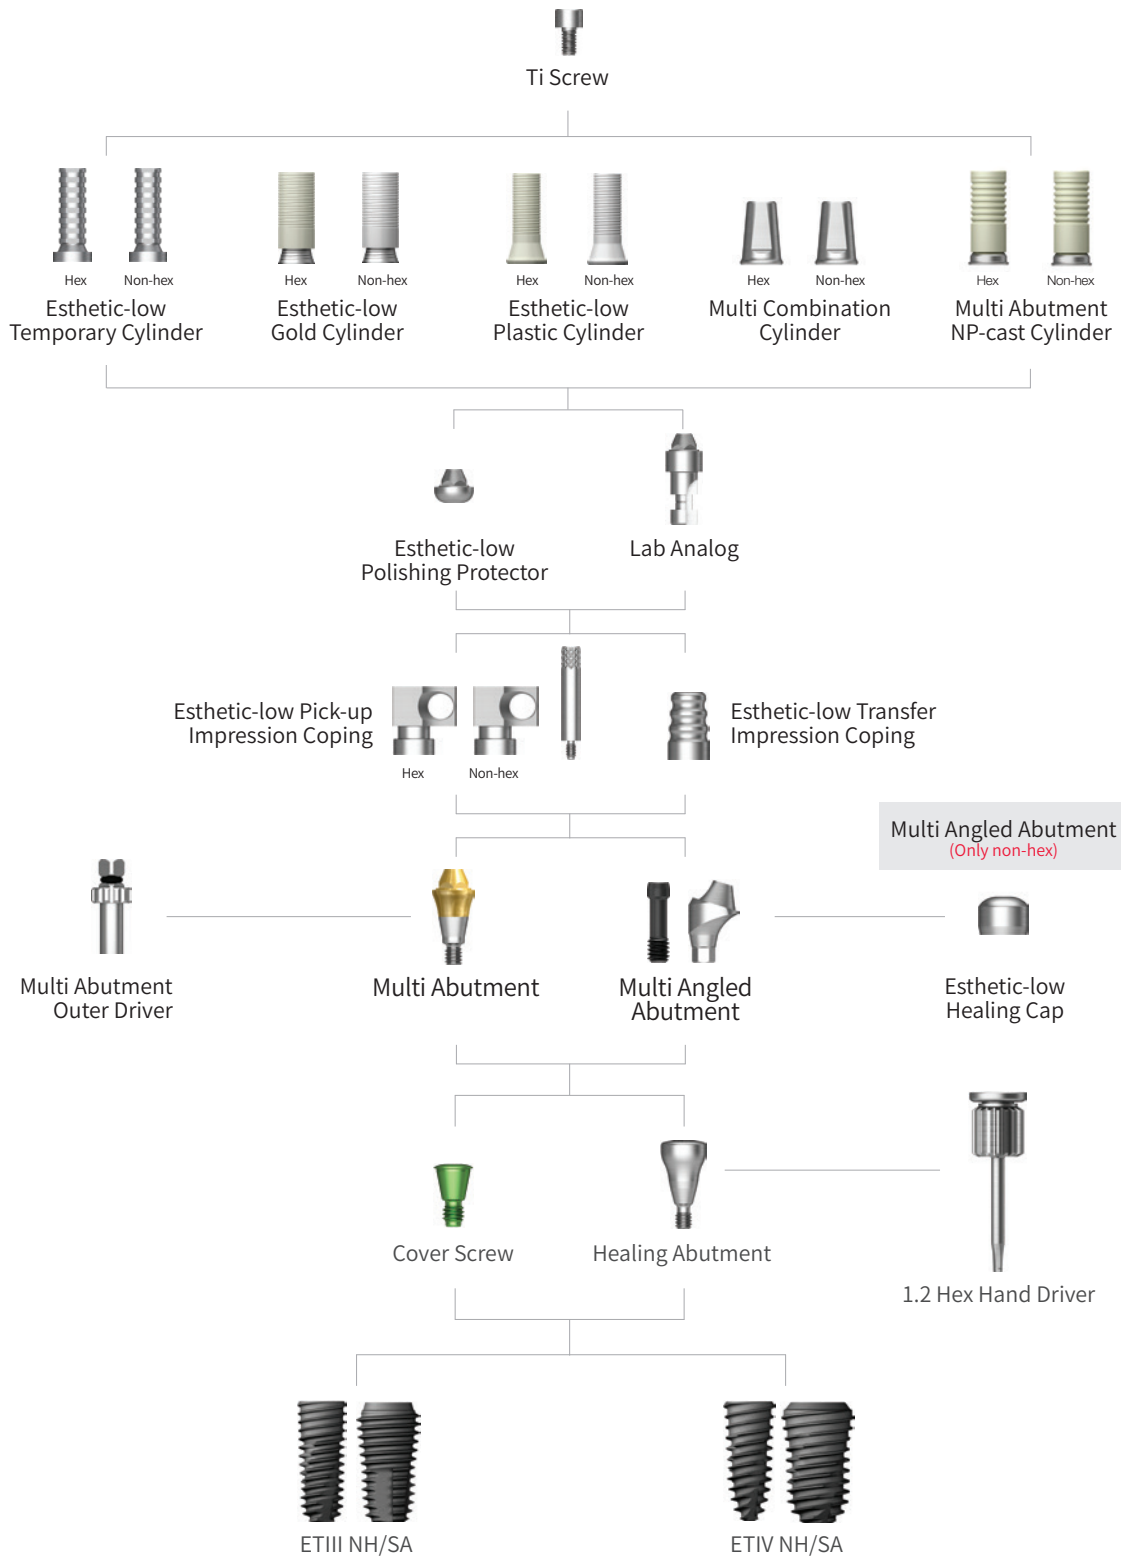 Ti Screw
Hex Non-hex
Esthetic-low
Temporary Cylinder
Hex Non-hex
Esthetic-low
Gold Cylinder
Hex Non-hex
Esthetic-low
Plastic Cylinder
Hex Non-hex
Multi Combination
Cylinder
Hex Non-hex
Multi Abutment
NP-cast Cylinder
Esthetic-low
Polishing Protector
Lab Analog
Esthetic-low Pick-up
Impression Coping
Hex Non-hex
Esthetic-low Transfer
Impression Coping
Multi Angled Abutment
(Only non-hex)
Multi Abutment
Outer Driver
Multi Abutment
Multi Angled
Abutment
Esthetic-low
Healing Cap
Cover Screw
Healing Abutment
1.2 Hex Hand Driver
ETIII NH/SA
ETIV NH/SA